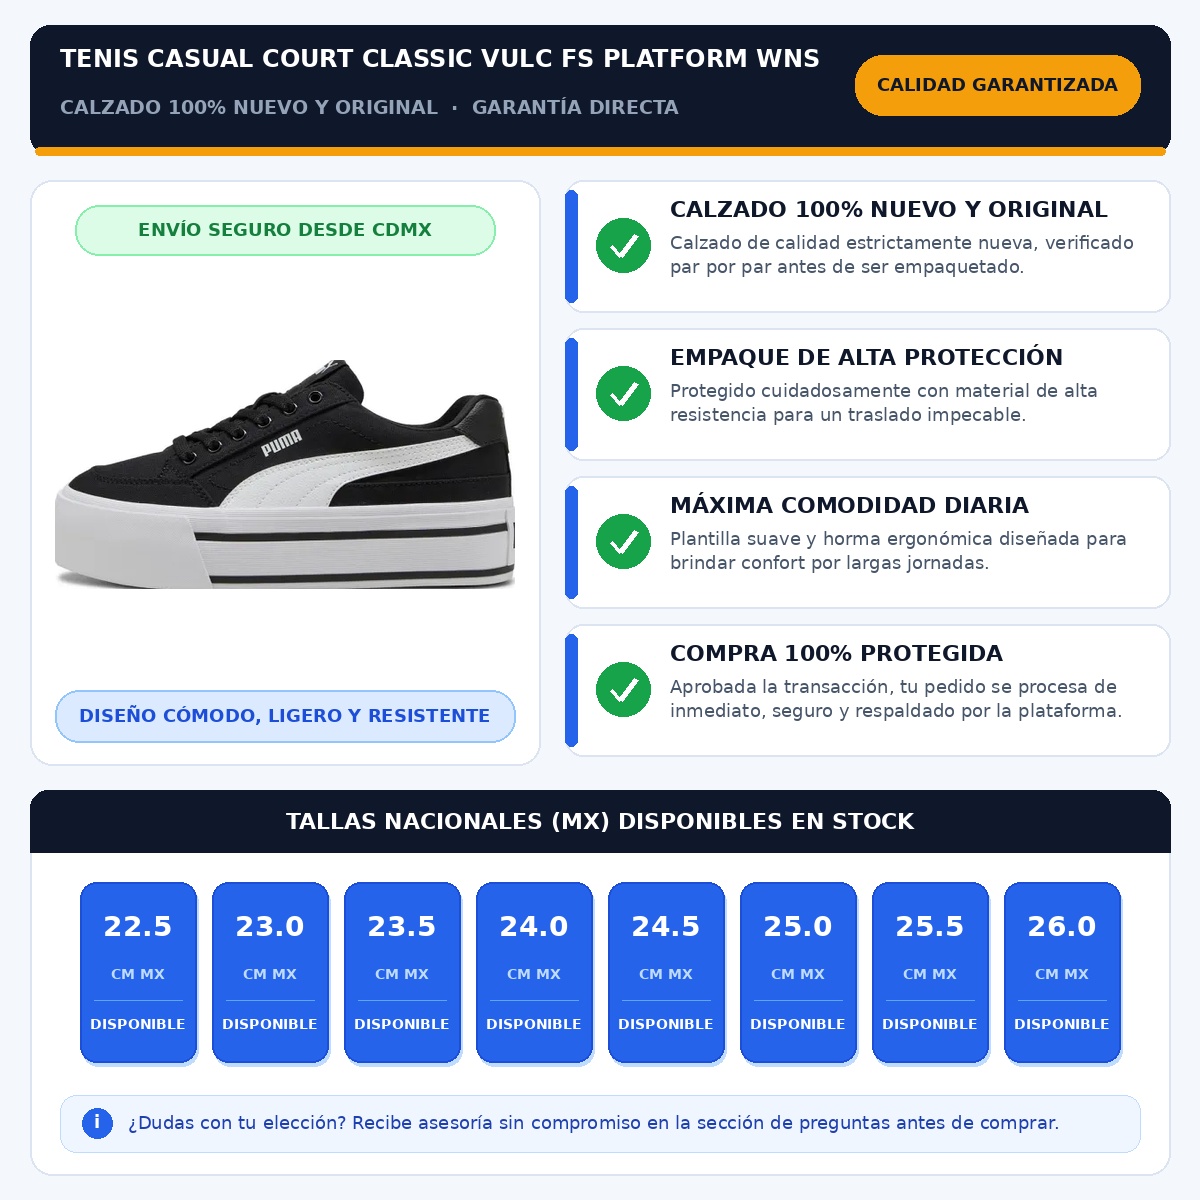 TENIS CASUAL COURT CLASSIC VULC FS PLATFORM WNS
CALZADO 100% NUEVO Y ORIGINAL · GARANTÍA DIRECTA
CALIDAD GARANTIZADA
ENVÍO SEGURO DESDE CDMX
PUMA
DISEÑO CÓMODO, LIGERO Y RESISTENTE
CALZADO 100% NUEVO Y ORIGINAL
Calzado de calidad estrictamente nueva, verificado
par por par antes de ser empaquetado.
EMPAQUE DE ALTA PROTECCIÓN
Protegido cuidadosamente con material de alta
resistencia para un traslado impecable.
MÁXIMA COMODIDAD DIARIA
Plantilla suave y horma ergonómica diseñada para
brindar confort por largas jornadas.
COMPRA 100% PROTEGIDA
Aprobada la transacción, tu pedido se procesa de
inmediato, seguro y respaldado por la plataforma.
TALLAS NACIONALES (MX) DISPONIBLES EN STOCK
22.5 23.0 23.5 24.0 24.5 25.0 25.5 26.0
CM MX CM MX CM MX CM MX CM MX CM MX CM MX CM MX
DISPONIBLE DISPONIBLE DISPONIBLE DISPONIBLE DISPONIBLE DISPONIBLE DISPONIBLE DISPONIBLE
i ¿Dudas con tu elección? Recibe asesoría sin compromiso en la sección de preguntas antes de comprar.